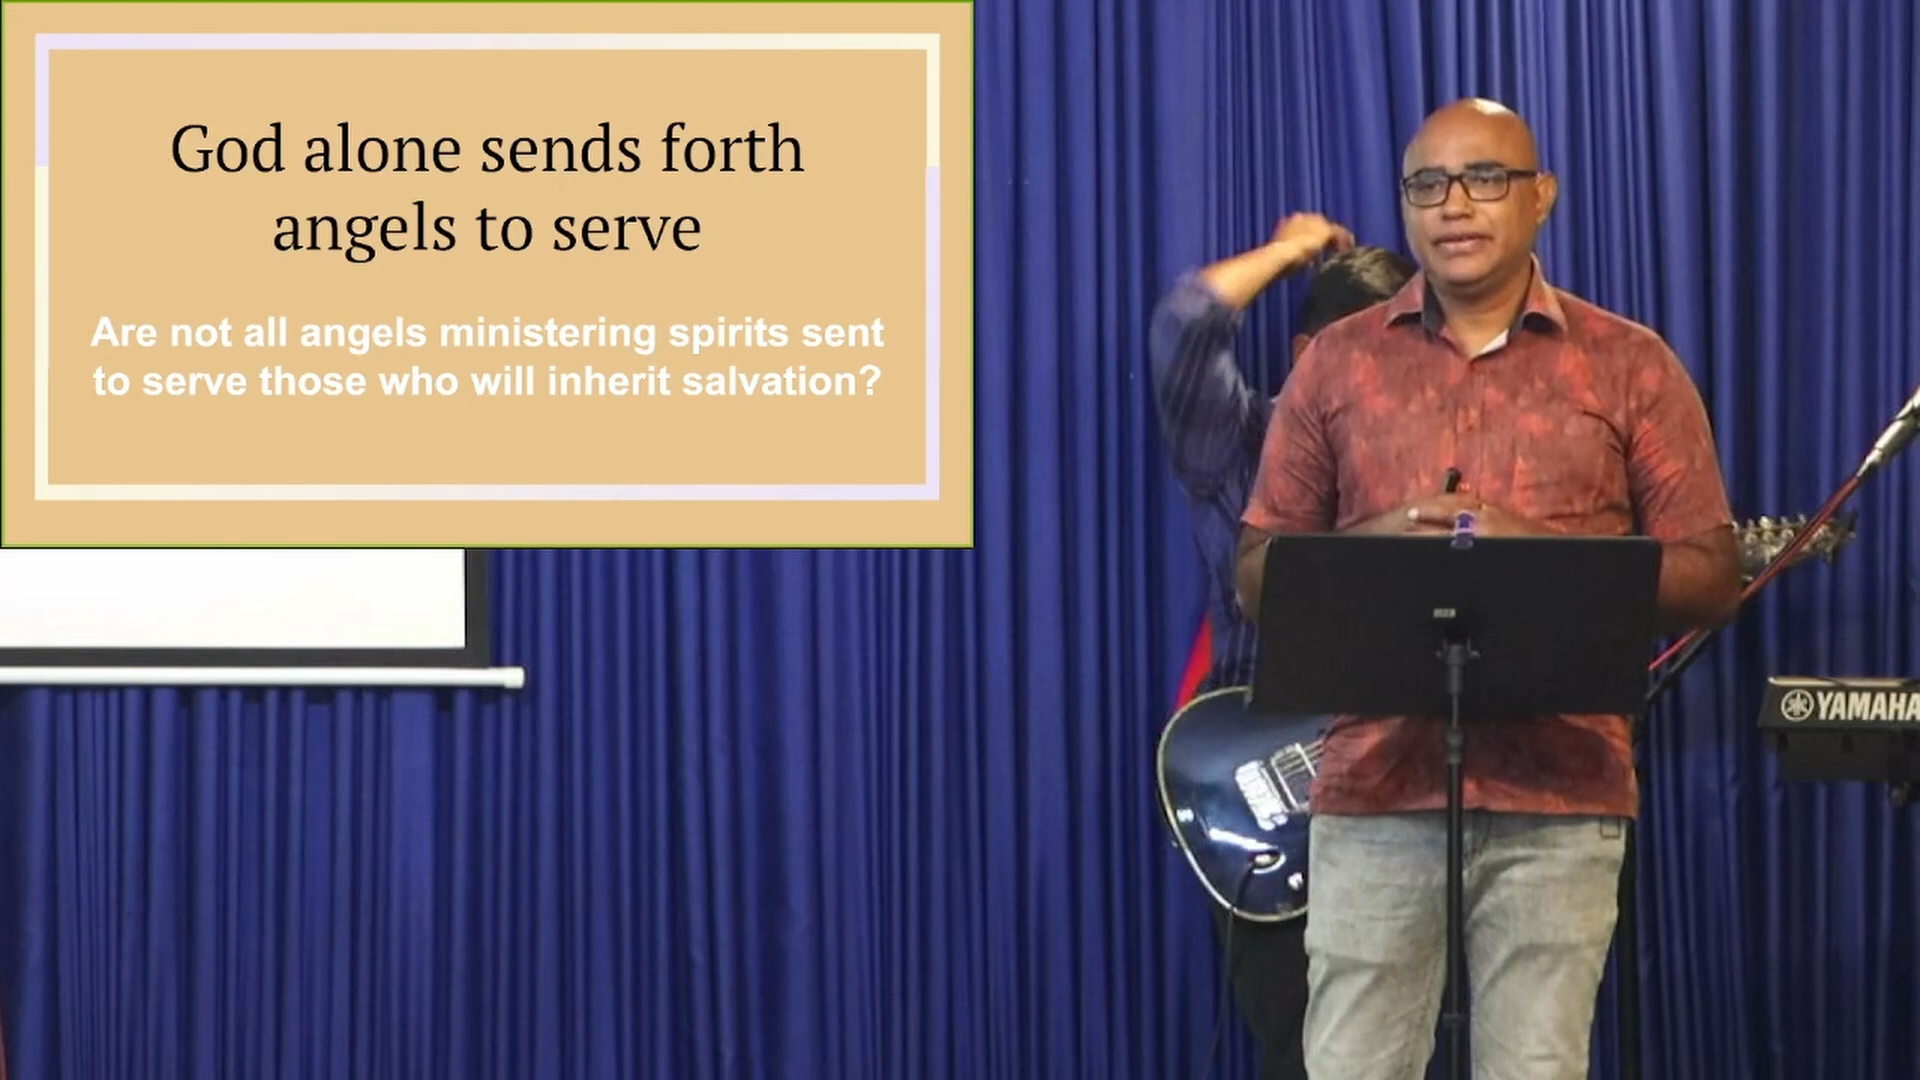 God alone sends forth
angels to serve
Are not all angels ministering spirits sent
to serve those who will inherit salvation?
YAMAHA